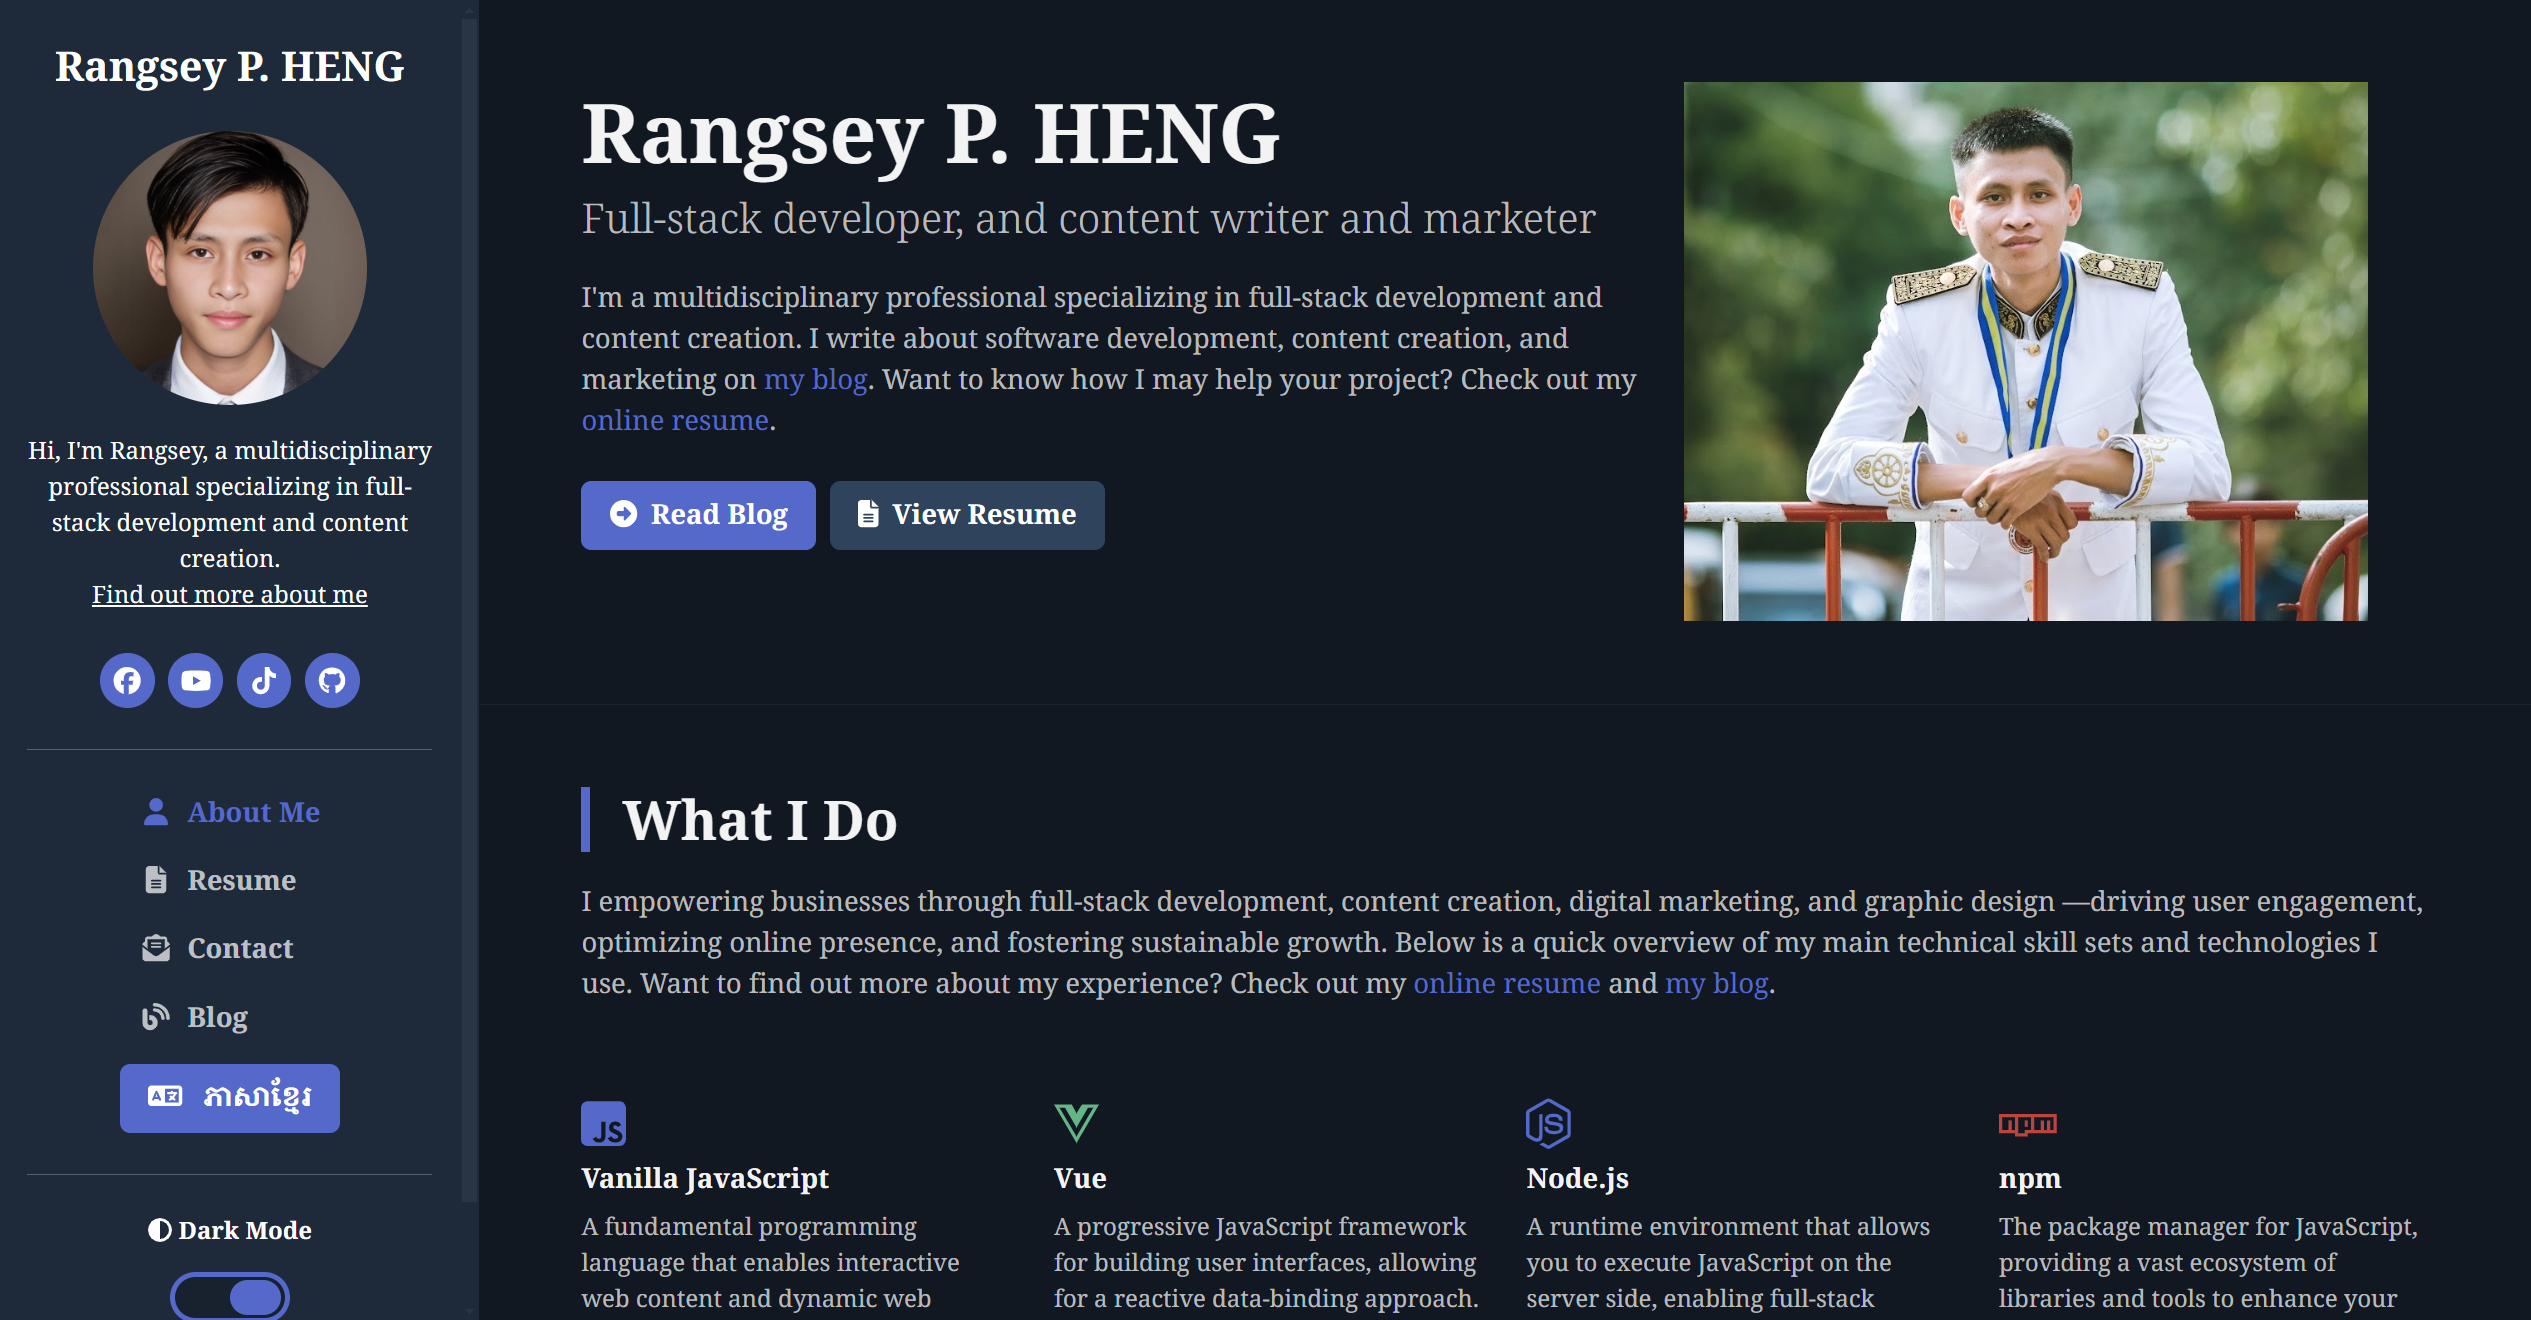 Rangsey P. HENG
Hi, I'm Rangsey, a multidisciplinary
professional specializing in full-
stack development and content
creation.
Find out more about me
About Me
Resume
Contact
Blog
ភាសាខ្មែរ
Dark Mode
Rangsey P. HENG
Full-stack developer, and content writer and marketer
I'm a multidisciplinary professional specializing in full-stack development and
content creation. I write about software development, content creation, and
marketing on my blog. Want to know how I may help your project? Check out my
online resume.
Read Blog
View Resume
What I Do
I empowering businesses through full-stack development, content creation, digital marketing, and graphic design —driving user engagement,
optimizing online presence, and fostering sustainable growth. Below is a quick overview of my main technical skill sets and technologies I
use. Want to find out more about my experience? Check out my online resume and my blog.
JS
Vanilla JavaScript
A fundamental programming
language that enables interactive
web content and dynamic web
Vue
A progressive JavaScript framework
for building user interfaces, allowing
for a reactive data-binding approach.
JS
Node.js
A runtime environment that allows
you to execute JavaScript on the
server side, enabling full-stack
npm
npm
The package manager for JavaScript,
providing a vast ecosystem of
libraries and tools to enhance your